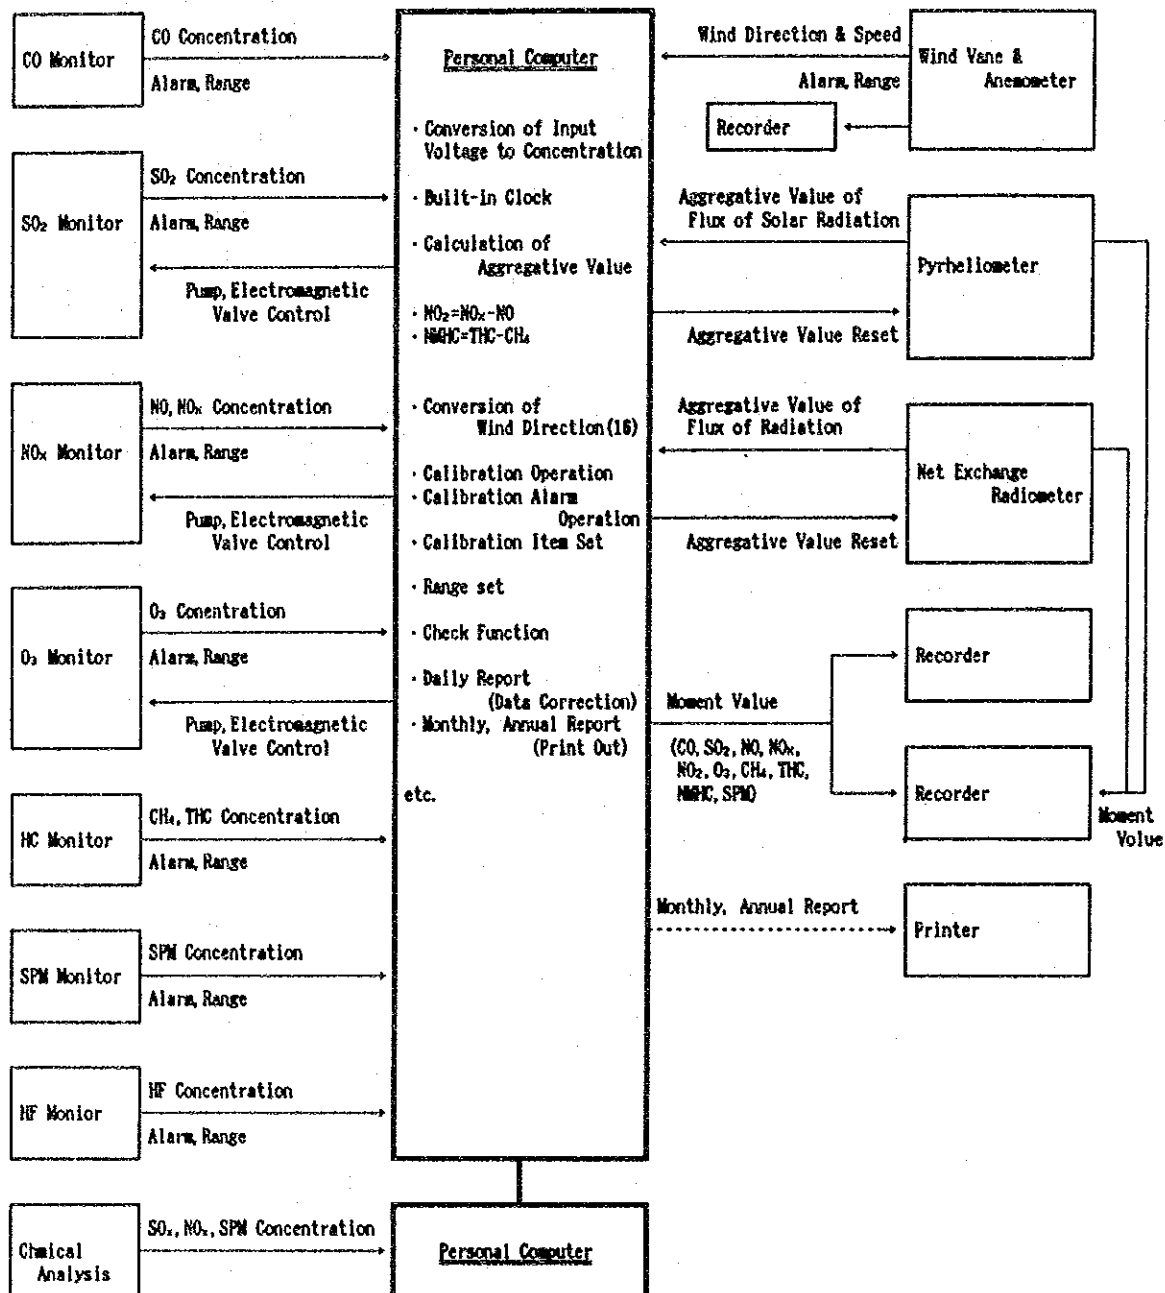 CO Monitor
CO Concentration
Alarm, Range
SO₂ Monitor
SO₂ Concentration
Alarm, Range
Pump, Electromagnetic
Valve Control
NOx Monitor
NO, NOx Concentration
Alarm, Range
Pump, Electromagnetic
Valve Control
O₃ Monitor
O₃ Conentration
Alarm, Range
Pump, Electromagnetic
Valve Control
HC Monitor
CH₄, THC Concentration
Alarm, Range
SPM Monitor
SPM Concentration
Alarm, Range
HF Monior
HF Concentration
Alarm, Range
Chmical
Analysis
SOx, NOx, SPM Concentration
Personal Computer
· Conversion of Input
Voltage to Concentration
· Built-in Clock
· Calculation of
Aggregative Value
· NO₂=NOx-NO
· NMHC=THC-CH₄
· Conversion of
Wind Direction(16)
· Calibration Operation
· Calibration Alarm
Operation
· Calibration Item Set
· Range set
· Check Function
· Daily Report
(Data Correction)
· Monthly, Annual Report
(Print Out)
etc.
Personal Computer
Wind Direction & Speed
Alarm, Range
Wind Vane &
Anemometer
Recorder
Aggregative Value of
Flux of Solar Radiation
Pyrheliometer
Aggregative Value Reset
Aggregative Value of
Flux of Radiation
Net Exchange
Radiometer
Aggregative Value Reset
Recorder
Moment Value
(CO, SO₂, NO, NOx,
NO₂, O₃, CH₄, THC,
NMHC, SPM)
Recorder
Moment
Volue
Monthly, Annual Report
Printer